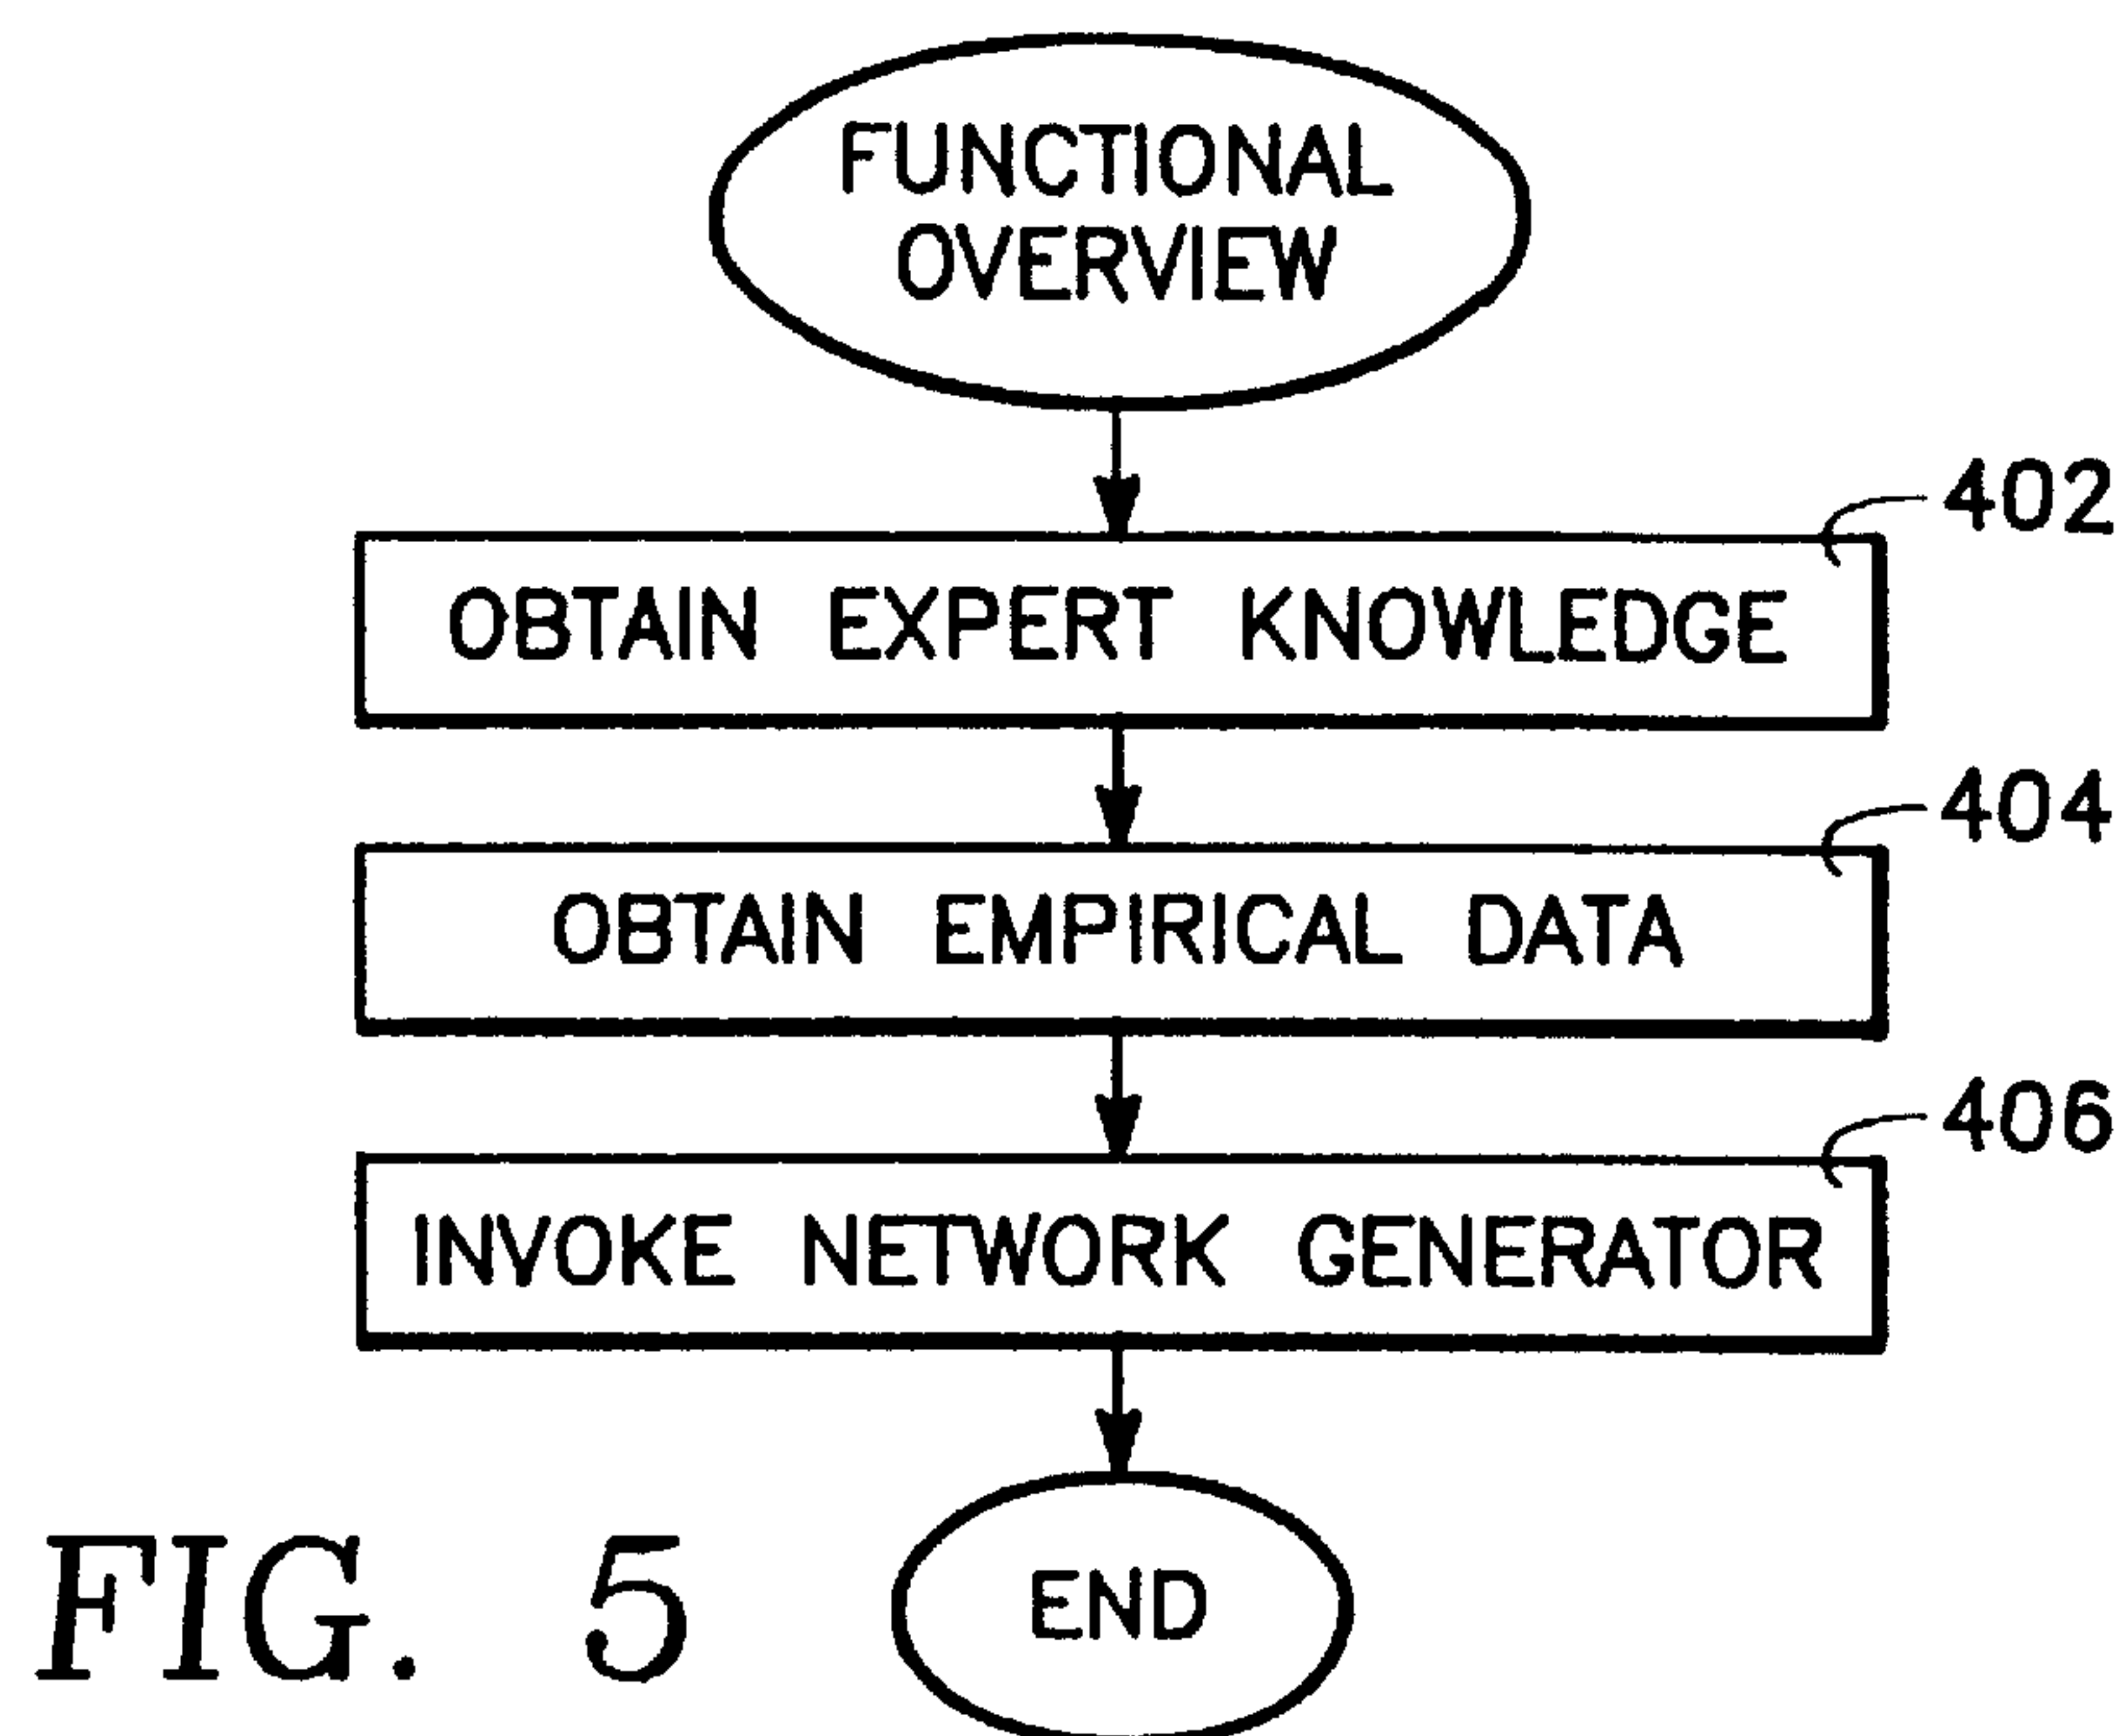 FUNCTIONAL
OVERVIEW
402
OBTAIN EXPERT KNOWLEDGE
404
OBTAIN EMPIRICAL DATA
406
INVOKE NETWORK GENERATOR
END
FIG. 5